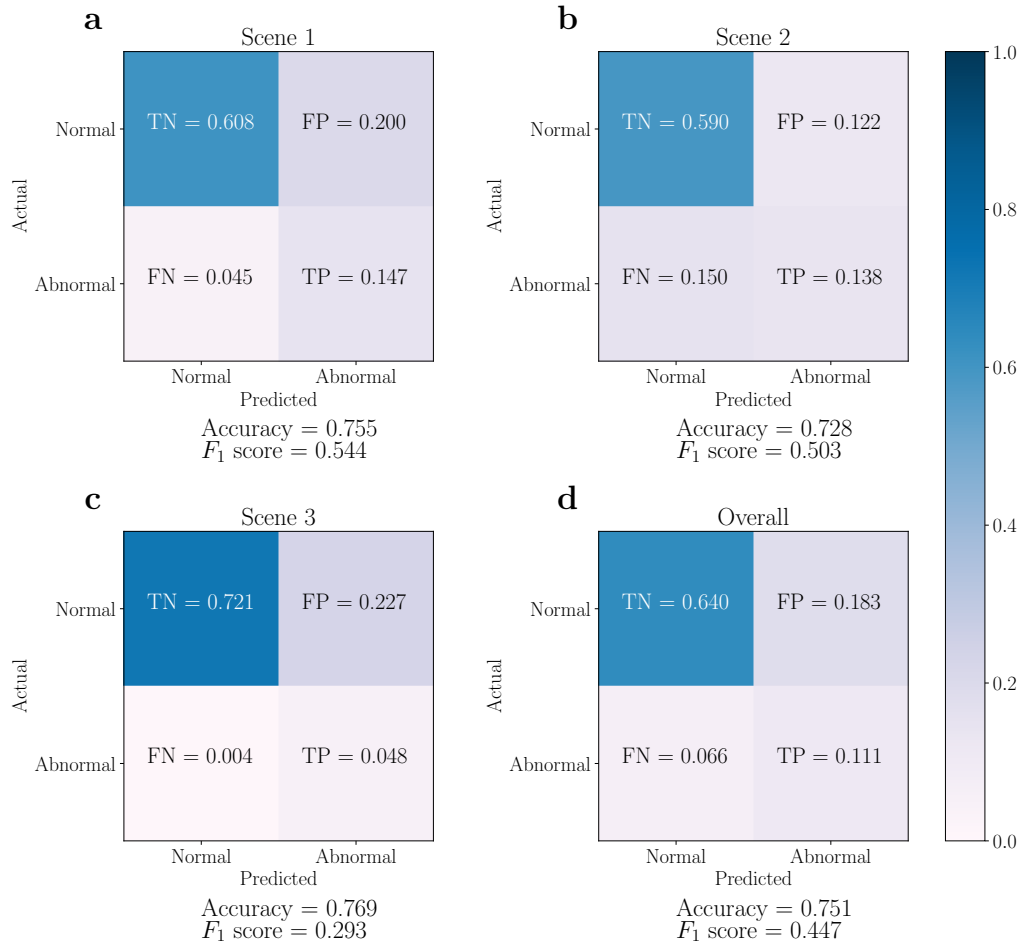 a
Scene 1
Actual
Normal
TN = 0.608
FP = 0.200
Abnormal
FN = 0.045
TP = 0.147
Normal
Abnormal
Predicted
Accuracy = 0.755
F₁ score = 0.544
b
Scene 2
Actual
Normal
TN = 0.590
FP = 0.122
Abnormal
FN = 0.150
TP = 0.138
Normal
Abnormal
Predicted
Accuracy = 0.728
F₁ score = 0.503
c
Scene 3
Actual
Normal
TN = 0.721
FP = 0.227
Abnormal
FN = 0.004
TP = 0.048
Normal
Abnormal
Predicted
Accuracy = 0.769
F₁ score = 0.293
d
Overall
Actual
Normal
TN = 0.640
FP = 0.183
Abnormal
FN = 0.066
TP = 0.111
Normal
Abnormal
Predicted
Accuracy = 0.751
F₁ score = 0.447
1.0
0.8
0.6
0.4
0.2
0.0